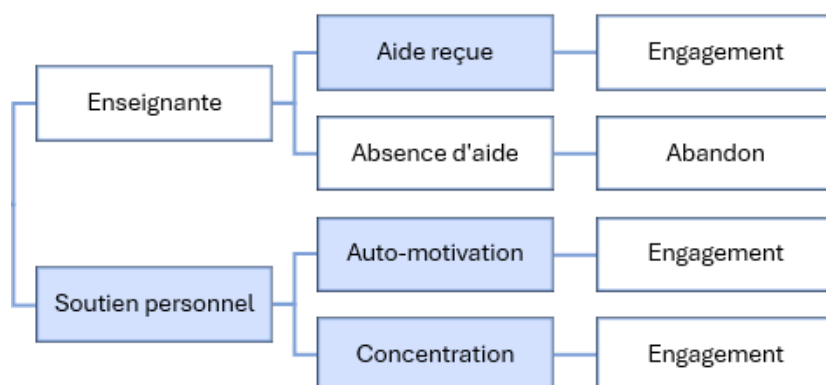 Aide reçue
Engagement
Enseignante
Absence d'aide
Abandon
Auto-motivation
Engagement
Soutien personnel
Concentration
Engagement